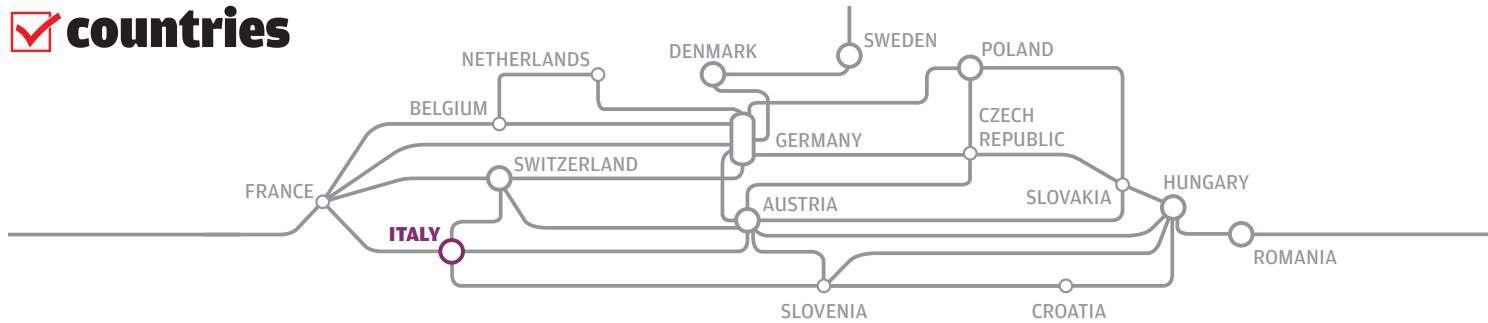 countries
SWEDEN
DENMARK
POLAND
NETHERLANDS
BELGIUM
CZECH
REPUBLIC
GERMANY
SWITZERLAND
FRANCE
SLOVAKIA
HUNGARY
AUSTRIA
ITALY
ROMANIA
SLOVENIA
CROATIA